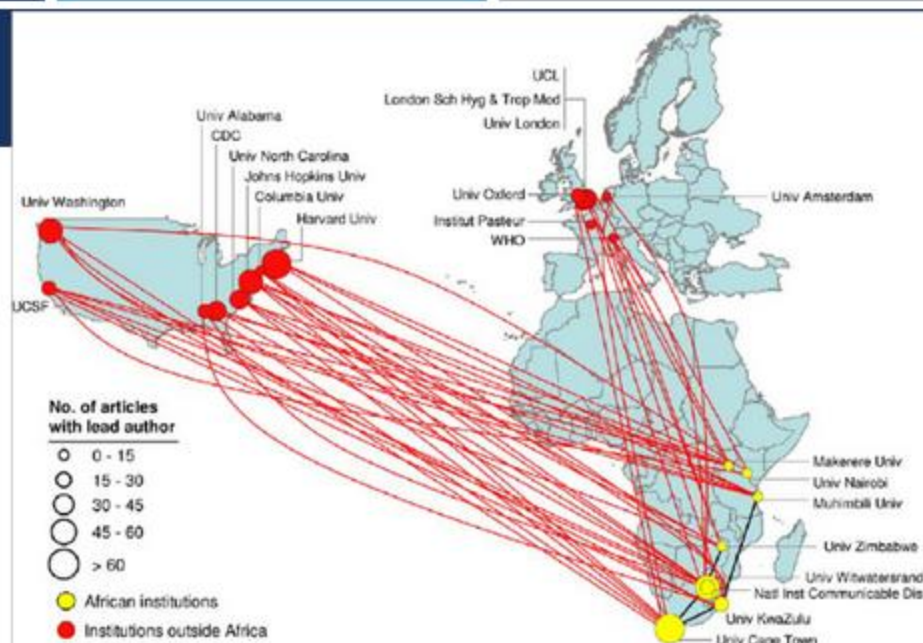 UCL
London Sch Hyg & Trop Med
Univ London
Univ Alabama
CDC
Univ North Carolina
Johns Hopkins Univ
Columbia Univ
Harvard Univ
Univ Washington
UCSF
Univ Oxford
Institut Pasteur
WHO
Univ Amsterdam
No. of articles
with lead author
0 - 15
15 - 30
30 - 45
45 - 60
> 60
African institutions
Institutions outside Africa
Makerere Univ
Univ Nairobi
Muhimbili Univ
Univ Zimbabwe
Univ Witwatersrand
Natl Inst Communicable Dis
Univ KwaZulu
Univ Cape Town